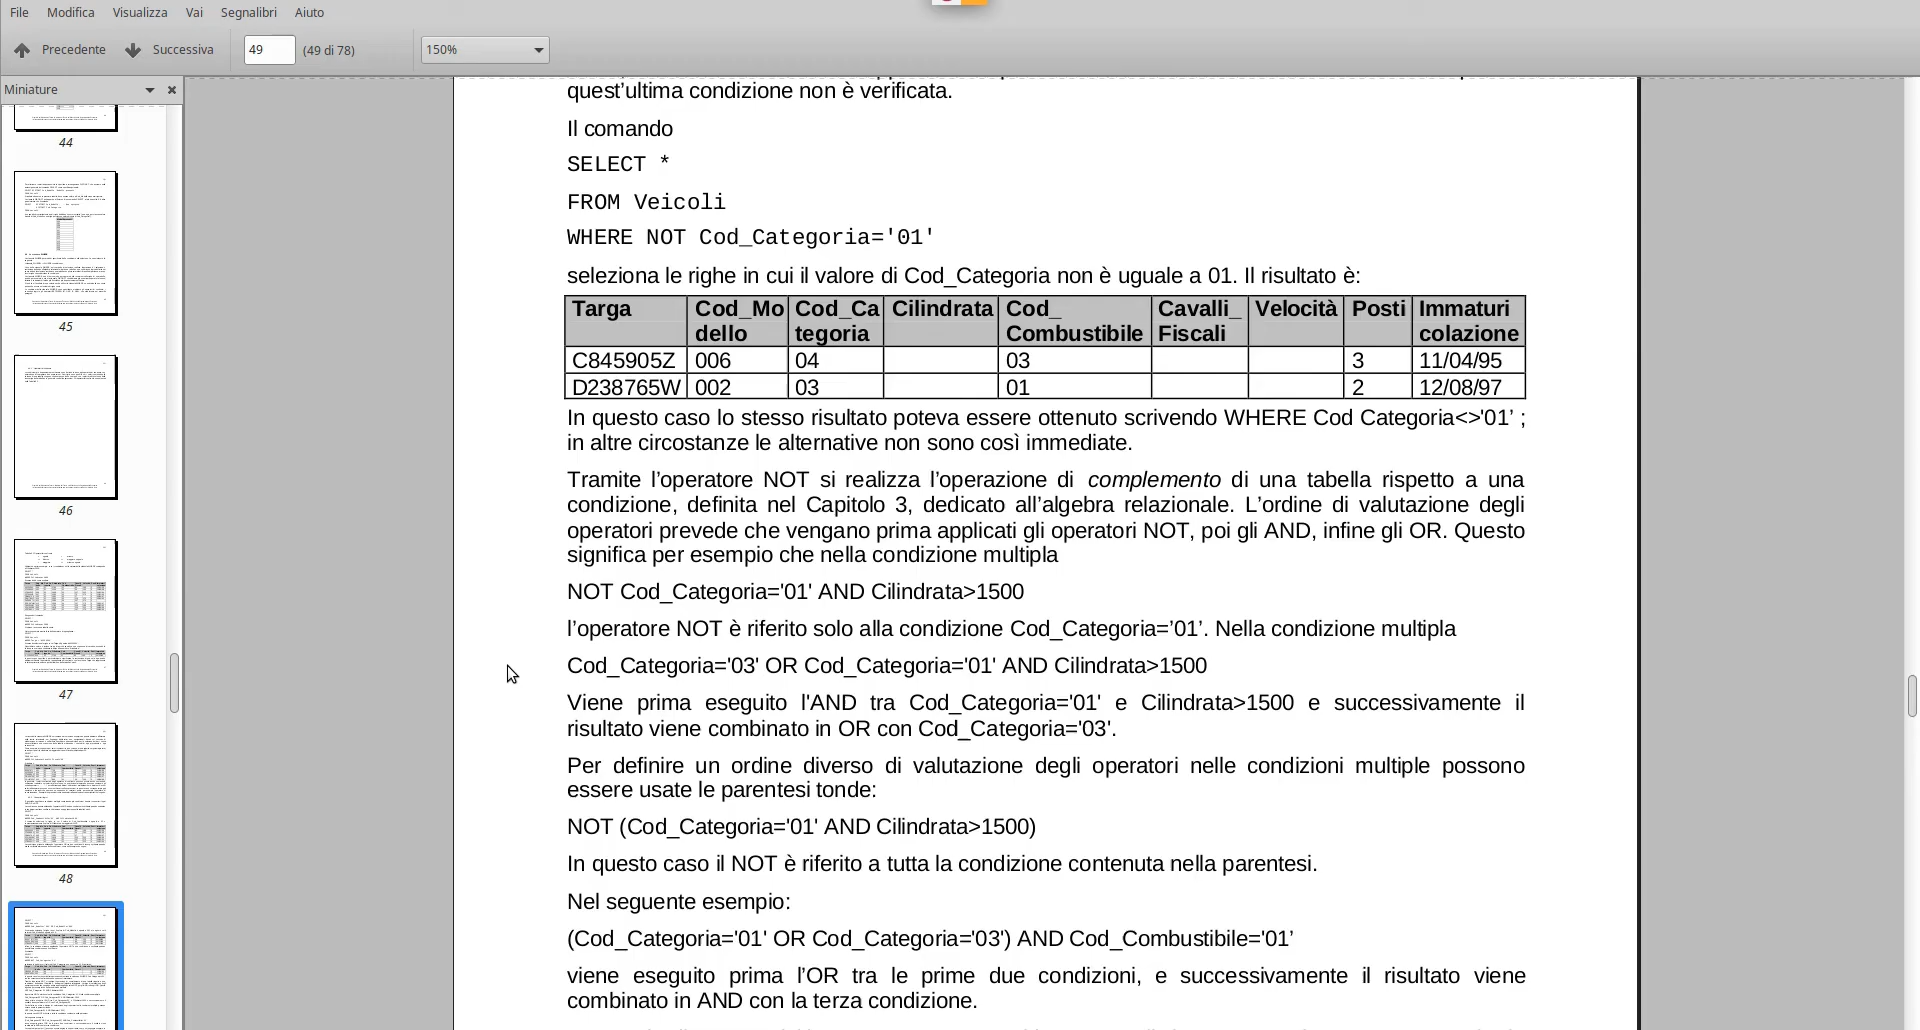 File Modifica Visualizza Vai Segnalibri Aiuto
Precedente Successiva 49 (49 di 78) 150%
Miniature
44
45
46
47
48
quest’ultima condizione non è verificata.
Il comando
SELECT *
FROM Veicoli
WHERE NOT Cod_Categoria='01'
seleziona le righe in cui il valore di Cod_Categoria non è uguale a 01. Il risultato è:
Targa Cod_Mo Cod_Ca Cilindrata Cod_ Cavalli_ Velocità Posti Immaturi
dello tegoria Combustibile Fiscali colazione
C845905Z 006 04 03 3 11/04/95
D238765W 002 03 01 2 12/08/97
In questo caso lo stesso risultato poteva essere ottenuto scrivendo WHERE Cod Categoria<>'01’ ;
in altre circostanze le alternative non sono così immediate.
Tramite l’operatore NOT si realizza l’operazione di complemento di una tabella rispetto a una
condizione, definita nel Capitolo 3, dedicato all’algebra relazionale. L’ordine di valutazione degli
operatori prevede che vengano prima applicati gli operatori NOT, poi gli AND, infine gli OR. Questo
significa per esempio che nella condizione multipla
NOT Cod_Categoria='01' AND Cilindrata>1500
l’operatore NOT è riferito solo alla condizione Cod_Categoria=’01’. Nella condizione multipla
Cod_Categoria='03' OR Cod_Categoria='01' AND Cilindrata>1500
Viene prima eseguito l'AND tra Cod_Categoria='01' e Cilindrata>1500 e successivamente il
risultato viene combinato in OR con Cod_Categoria='03'.
Per definire un ordine diverso di valutazione degli operatori nelle condizioni multiple possono
essere usate le parentesi tonde:
NOT (Cod_Categoria='01' AND Cilindrata>1500)
In questo caso il NOT è riferito a tutta la condizione contenuta nella parentesi.
Nel seguente esempio:
(Cod_Categoria='01' OR Cod_Categoria='03') AND Cod_Combustibile='01’
viene eseguito prima l’OR tra le prime due condizioni, e successivamente il risultato viene
combinato in AND con la terza condizione.